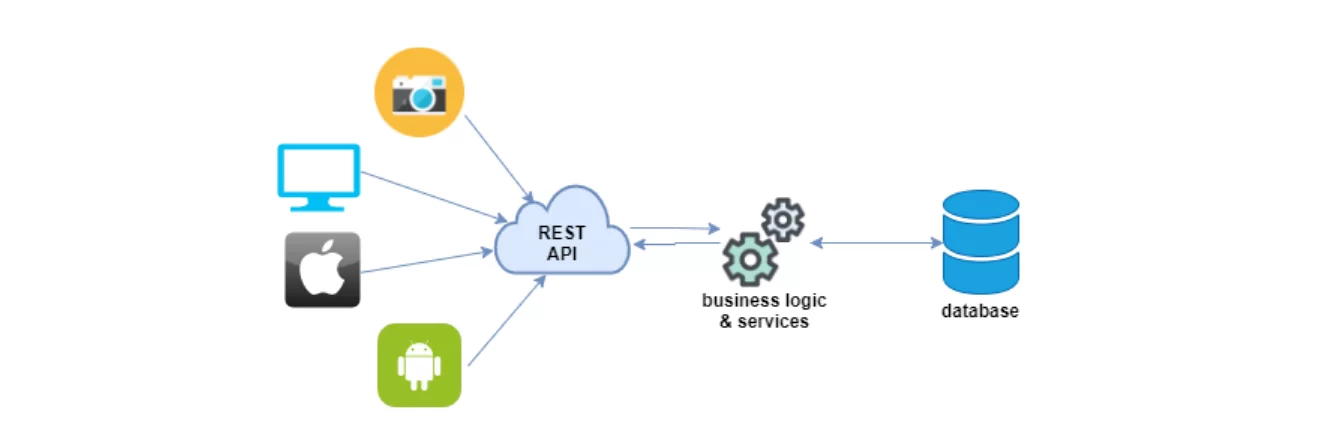 REST
API
business logic
& services
database